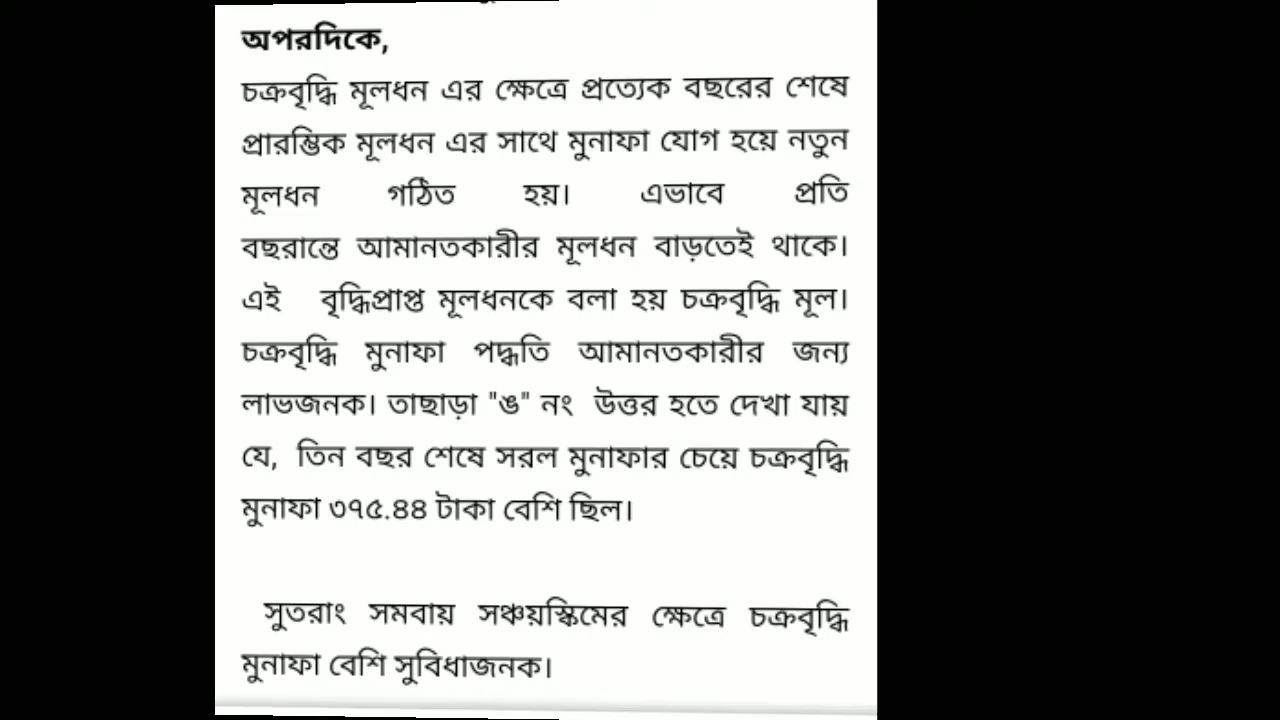 অপরদিকে,
চক্রবৃদ্ধি মূলধন এর ক্ষেত্রে প্রত্যেক বছরের শেষে
প্রারম্ভিক মূলধন এর সাথে মুনাফা যোগ হয়ে নতুন
মূলধন গঠিত হয়। এভাবে প্রতি
বছরান্তে আমানতকারীর মূলধন বাড়তেই থাকে।
এই বৃদ্ধিপ্রাপ্ত মূলধনকে বলা হয় চক্রবৃদ্ধি মূল।
চক্রবৃদ্ধি মুনাফা পদ্ধতি আমানতকারীর জন্য
লাভজনক। তাছাড়া "ঙ" নং উত্তর হতে দেখা যায়
যে, তিন বছর শেষে সরল মুনাফার চেয়ে চক্রবৃদ্ধি
মুনাফা ৩৭৫.৪৪ টাকা বেশি ছিল।
সুতরাং সমবায় সঞ্চয়স্কিমের ক্ষেত্রে চক্রবৃদ্ধি
মুনাফা বেশি সুবিধাজনক।